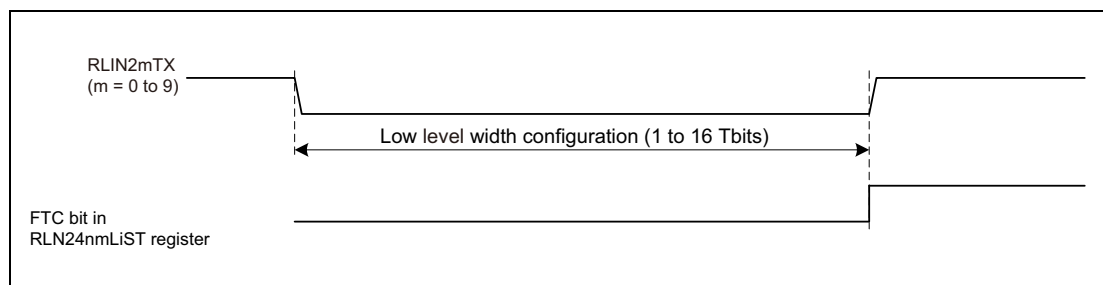 RLIN2mTX
(m = 0 to 9)
Low level width configuration (1 to 16 Tbits)
FTC bit in
RLN24nmLiST register